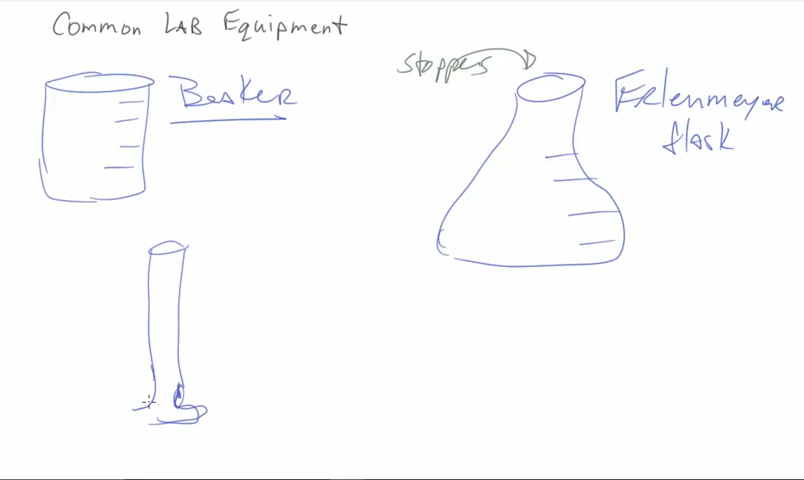 Common LAB Equipment
stoppers
Beaker
Erlenmeyer
flask